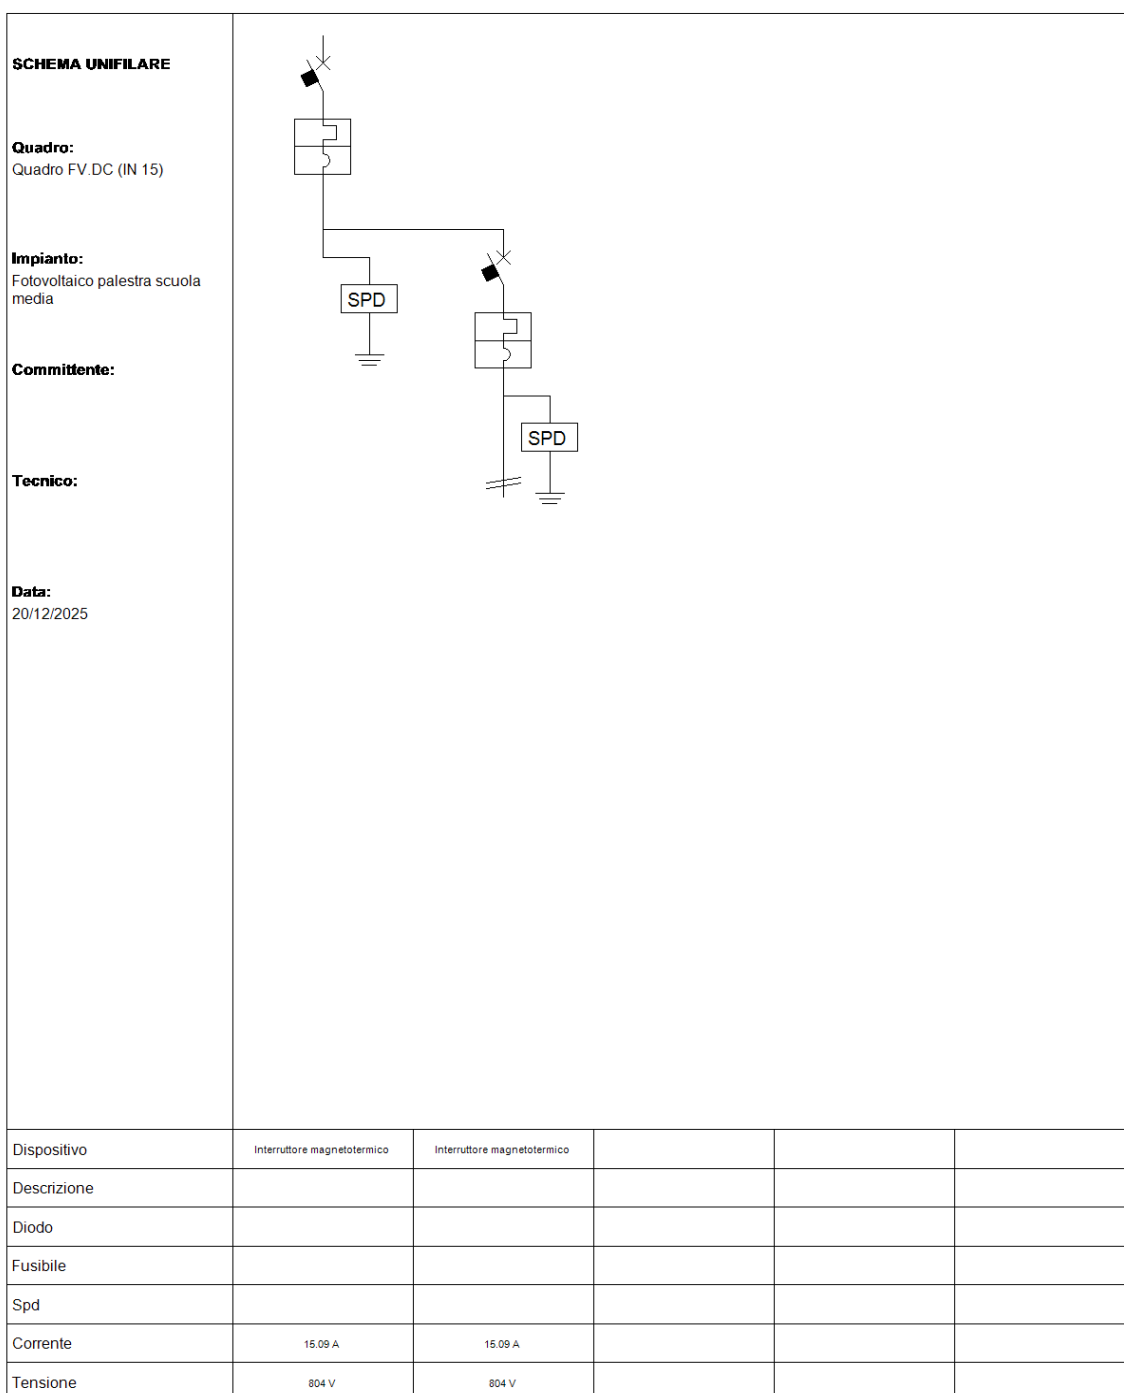 SCHEMA UNIFILARE
Quadro:
Quadro FV.DC (IN 15)
Impianto:
Fotovoltaico palestra scuola
media
SPD
Committente:
SPD
Tecnico:
Data:
20/12/2025
Dispositivo Interruttore magnetotermico Interruttore magnetotermico
Descrizione
Diodo
Fusibile
Spd
Corrente 15.09 A 15.09 A
Tensione 804 V 804 V